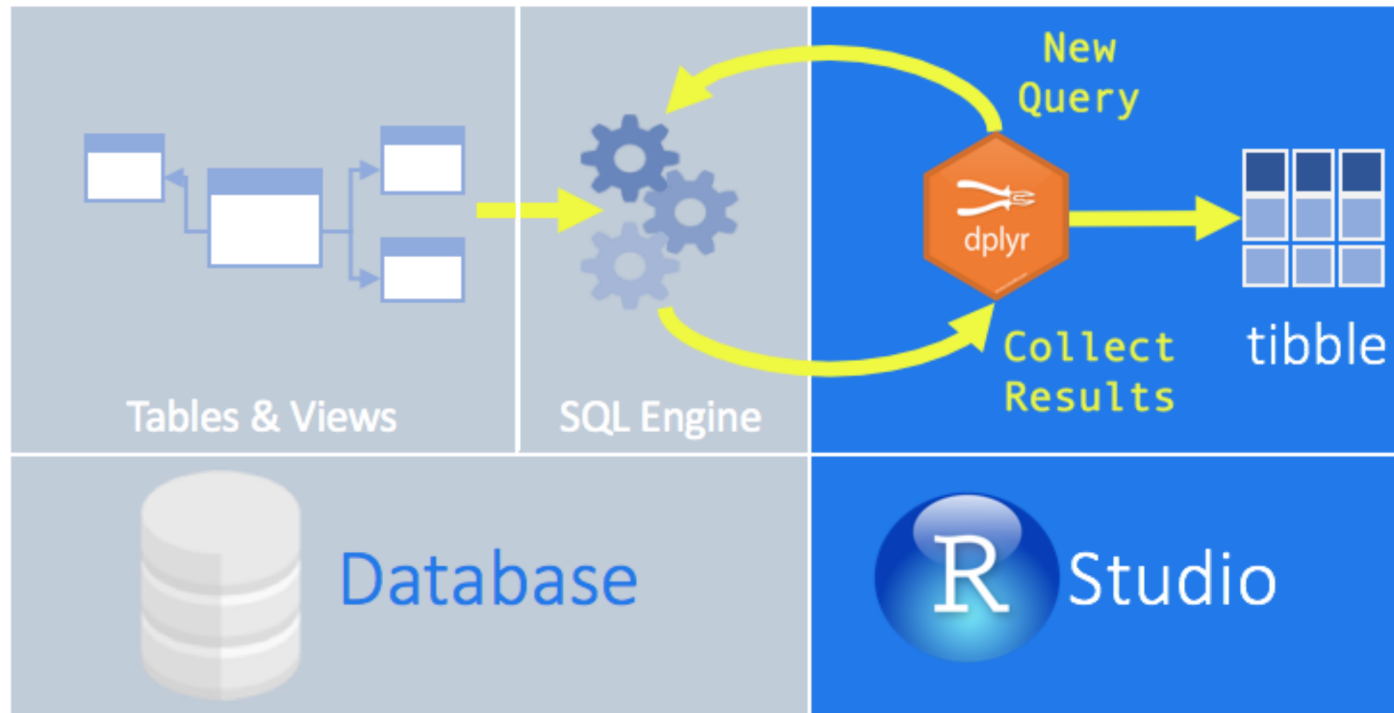 New
Query
dplyr
Collect
Results
tibble
Tables & Views
SQL Engine
Database
R Studio